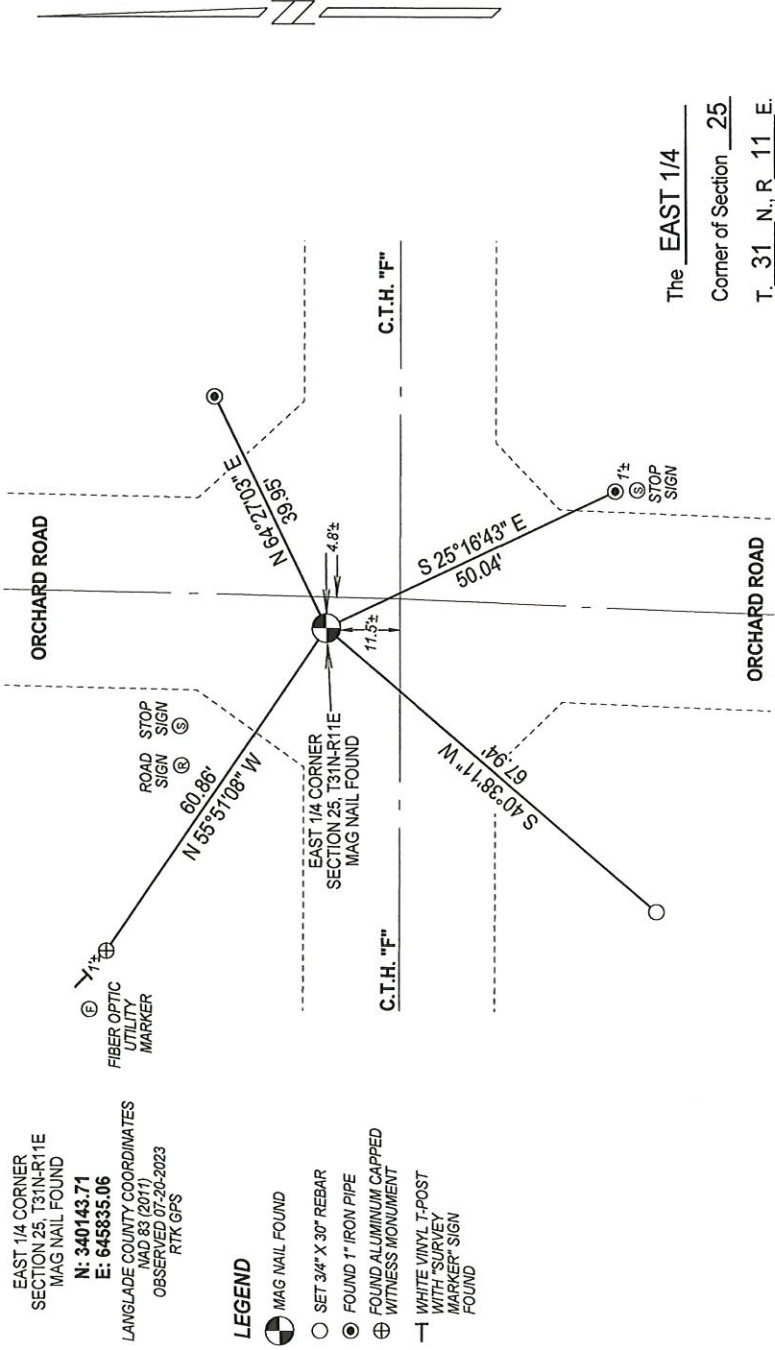 EAST 1/4 CORNER
SECTION 25, T31N-R11E
MAG NAIL FOUND
N: 340143.71
E: 645835.06
LANGLADE COUNTY COORDINATES
NAD 83 (2011)
OBSERVED 07-20-2023
RTK GPS
LEGEND
MAG NAIL FOUND
SET 3/4" X 30" REBAR
FOUND 1" IRON PIPE
FOUND ALUMINUM CAPPED
WITNESS MONUMENT
WHITE VINYL T-POST
WITH "SURVEY
MARKER" SIGN
FOUND
F
FIBER OPTIC
UTILITY
MARKER
1'±
ROAD
SIGN
R
STOP
SIGN
S
ORCHARD ROAD
60.86'
N 55°51'08" W
N 64°27'03" E
39.95'
4.8'±
11.5'±
EAST 1/4 CORNER
SECTION 25, T31N-R11E
MAG NAIL FOUND
C.T.H. "F"
C.T.H. "F"
S 25°16'43" E
50.04'
S 40°38'11" W
67.94'
1'±
S
STOP
SIGN
ORCHARD ROAD
N
The EAST 1/4
Corner of Section 25
T. 31 N., R 11 E.